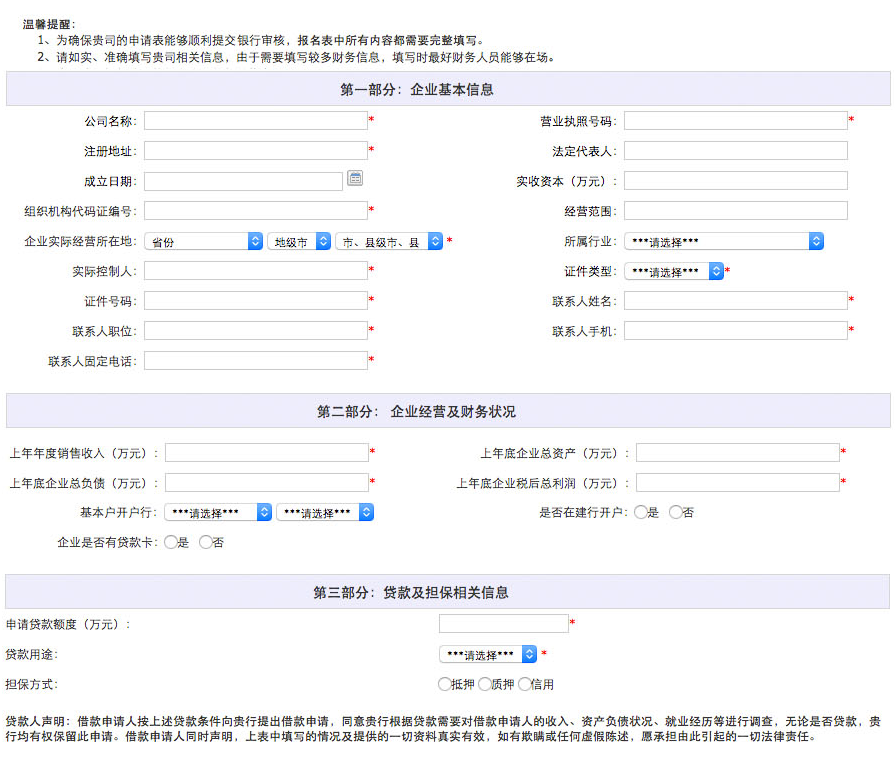 温馨提醒：
1、为确保贵司的申请表能够顺利提交银行审核，报名表中所有内容都需要完整填写。
2、请如实、准确填写贵司相关信息，由于需要填写较多财务信息，填写时最好财务人员能够在场。
第一部分：企业基本信息
公司名称： * 营业执照号码： *
注册地址： * 法定代表人：
成立日期： 实收资本（万元）：
组织机构代码证编号： * 经营范围：
企业实际经营所在地： 省份 地级市 市、县级市、县 * 所属行业： ***请选择***
实际控制人： * 证件类型： ***请选择*** *
证件号码： * 联系人姓名： *
联系人职位： * 联系人手机： *
联系人固定电话： *
第二部分： 企业经营及财务状况
上年年度销售收入（万元）： * 上年底企业总资产（万元）： *
上年底企业总负债（万元）： * 上年底企业税后总利润（万元）： *
基本户开户行： ***请选择*** ***请选择*** 是否在建行开户： 是 否
企业是否有贷款卡： 是 否
第三部分：贷款及担保相关信息
申请贷款额度（万元）： *
贷款用途： ***请选择*** *
担保方式： 抵押 质押 信用
贷款人声明：借款申请人按上述贷款条件向贵行提出借款申请，同意贵行根据贷款需要对借款申请人的收入、资产负债状况、就业经历等进行调查，无论是否贷款，贵
行均有权保留此申请。借款申请人同时声明，上表中填写的情况及提供的一切资料真实有效，如有欺瞒或任何虚假陈述，愿承担由此引起的一切法律责任。